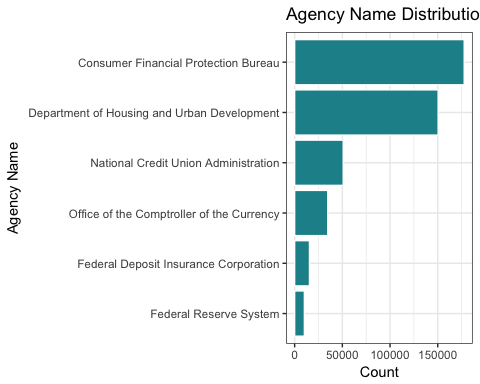 Agency Name Distributio
Consumer Financial Protection Bureau
Department of Housing and Urban Development
National Credit Union Administration
Office of the Comptroller of the Currency
Federal Deposit Insurance Corporation
Federal Reserve System
Agency Name
0 50000 100000 150000
Count